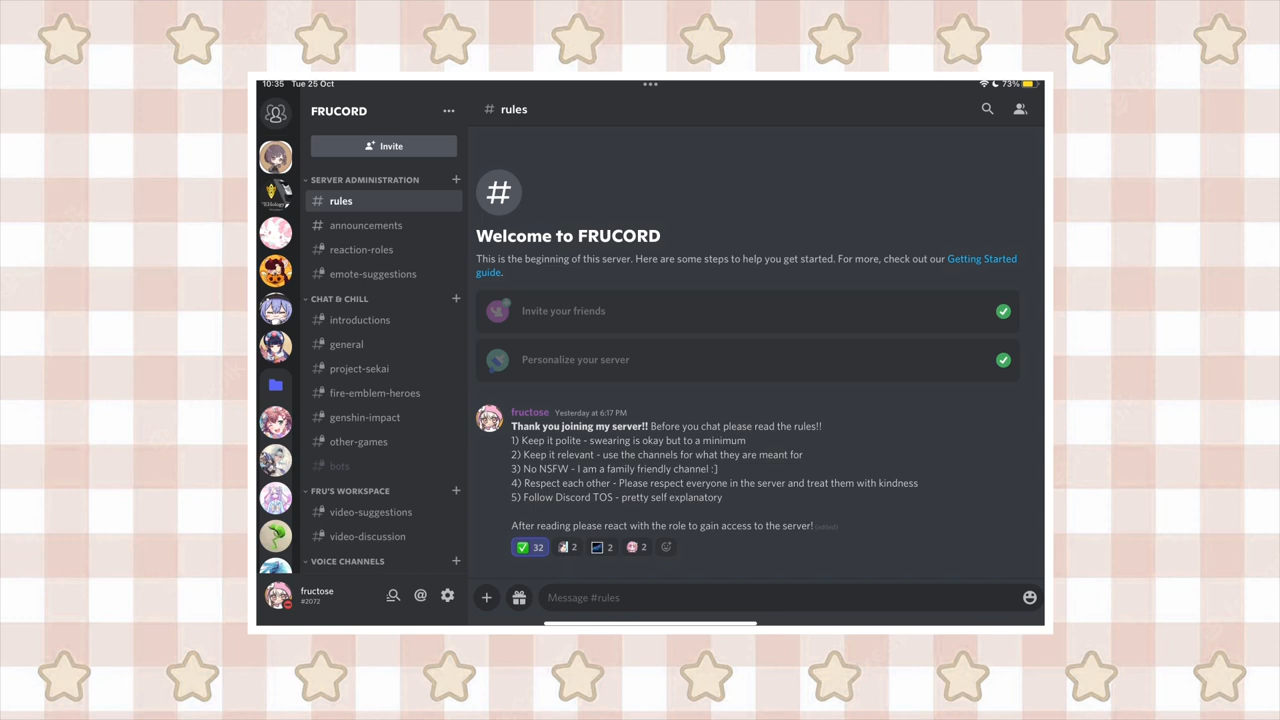 10:35 Tue 25 Oct
73%
FRUCORD
Invite
SERVER ADMINISTRATION
rules
announcements
reaction-roles
emote-suggestions
CHAT & CHILL
introductions
general
project-sekai
fire-emblem-heroes
genshin-impact
other-games
bots
FRU'S WORKSPACE
video-suggestions
video-discussion
VOICE CHANNELS
fructose
#2072
# rules
Welcome to FRUCORD
This is the beginning of this server. Here are some steps to help you get started. For more, check out our Getting Started
guide.
Invite your friends
Personalize your server
fructose Yesterday at 6:17 PM
Thank you joining my server!! Before you chat please read the rules!!
1) Keep it polite - swearing is okay but to a minimum
2) Keep it relevant - use the channels for what they are meant for
3) No NSFW - I am a family friendly channel :]
4) Respect each other - Please respect everyone in the server and treat them with kindness
5) Follow Discord TOS - pretty self explanatory
After reading please react with the role to gain access to the server! (edited)
32 2 2 2
Message #rules